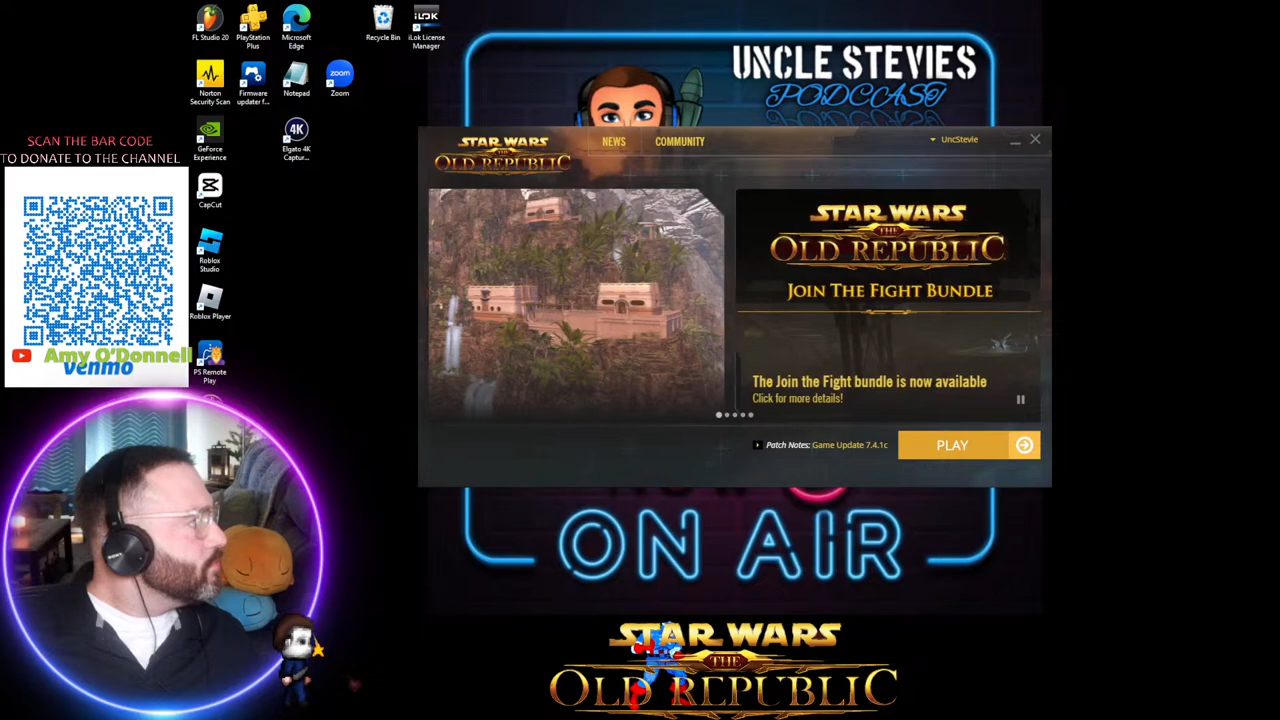 FL Studio 20
PlayStation
Plus
Microsoft
Edge
Recycle Bin
iLOK
iLok License
Manager
Norton
Security Scan
Firmware
updater f...
Notepad
zoom
Zoom
GeForce
Experience
4K
Elgato 4K
Captur...
CapCut
Roblox
Studio
Roblox Player
PS Remote
Play
SCAN THE BAR CODE
TO DONATE TO THE CHANNEL
Amy O'Donnell
venmo
UNCLE STEVIES
PODCAST
STAR WARS
THE
OLD REPUBLIC
NEWS
COMMUNITY
UncStevie
STAR WARS
THE
OLD REPUBLIC
JOIN THE FIGHT BUNDLE
The Join the Fight bundle is now available
Click for more details!
Patch Notes: Game Update 7.4.1c
PLAY
ON AIR
SONY
STAR WARS
THE
OLD REPUBLIC